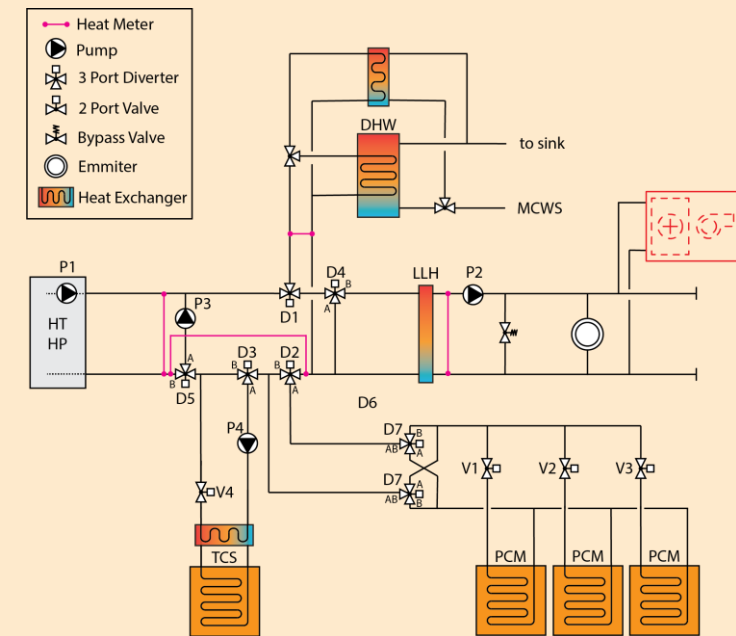 Heat Meter
Pump
3 Port Diverter
2 Port Valve
Bypass Valve
Emmiter
Heat Exchanger
DHW
to sink
MCWS
P1
HT
HP
P3
D1
D4
B
A
LLH
P2
A
B
D5
D3
B
A
D2
B
A
D6
P4
V4
TCS
D7
B
AB
A
D7
A
AB
B
V1
V2
V3
PCM
PCM
PCM